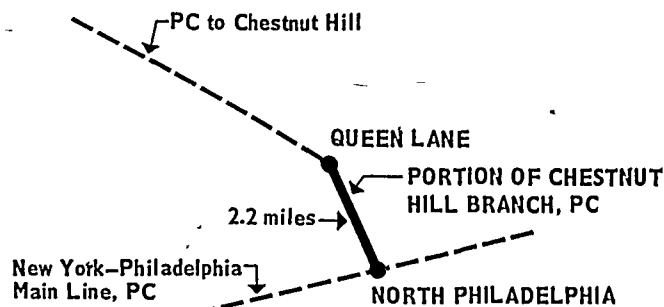 PC to Chestnut Hill
QUEEN LANE
PORTION OF CHESTNUT
HILL BRANCH, PC
2.2 miles
New York-Philadelphia
Main Line, PC
NORTH PHILADELPHIA